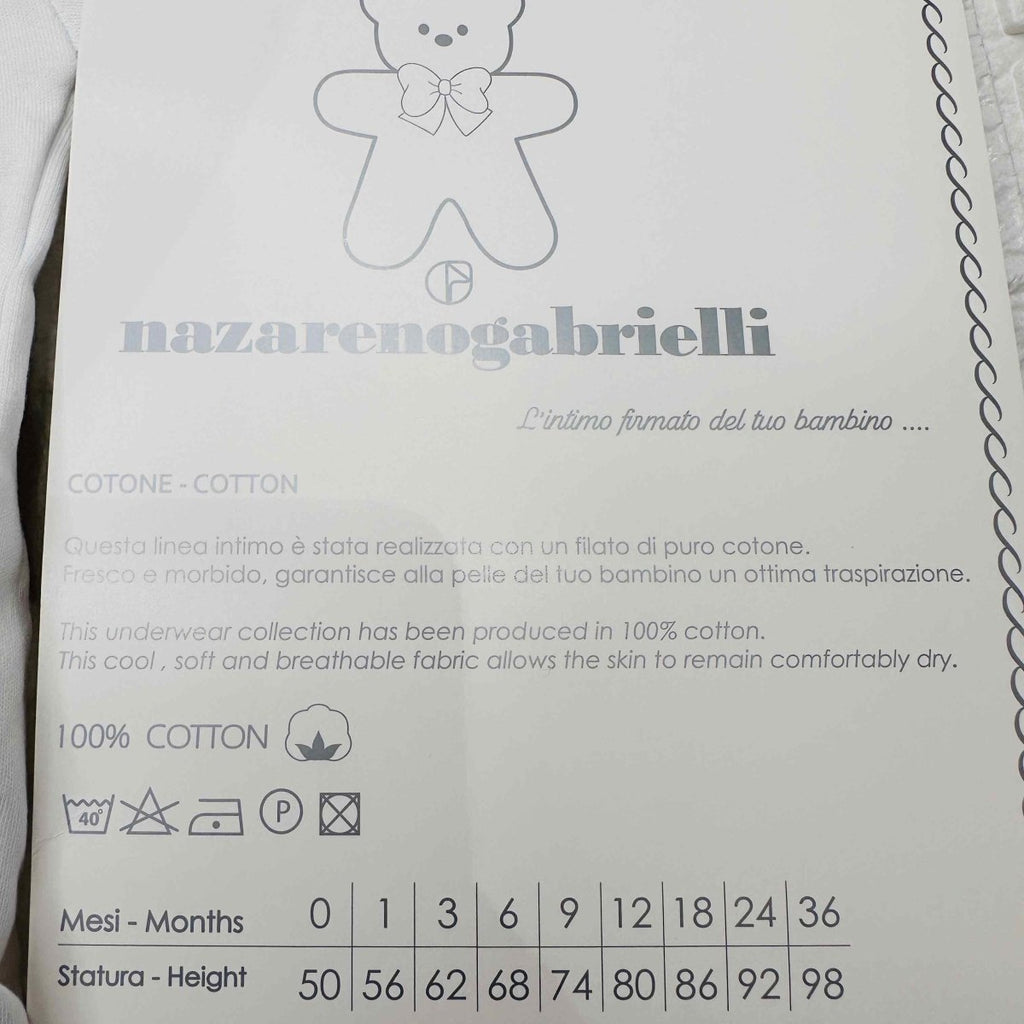 nazarenogabrielli
L'intimo firmato del tuo bambino ....
COTONE - COTTON
Questa linea intimo è stata realizzata con un filato di puro cotone.
Fresco e morbido, garantisce alla pelle del tuo bambino un ottima traspirazione.
This underwear collection has been produced in 100% cotton.
This cool , soft and breathable fabric allows the skin to remain comfortably dry.
100% COTTON
40° P
Mesi - Months 0 1 3 6 9 12 18 24 36
Statura - Height 50 56 62 68 74 80 86 92 98